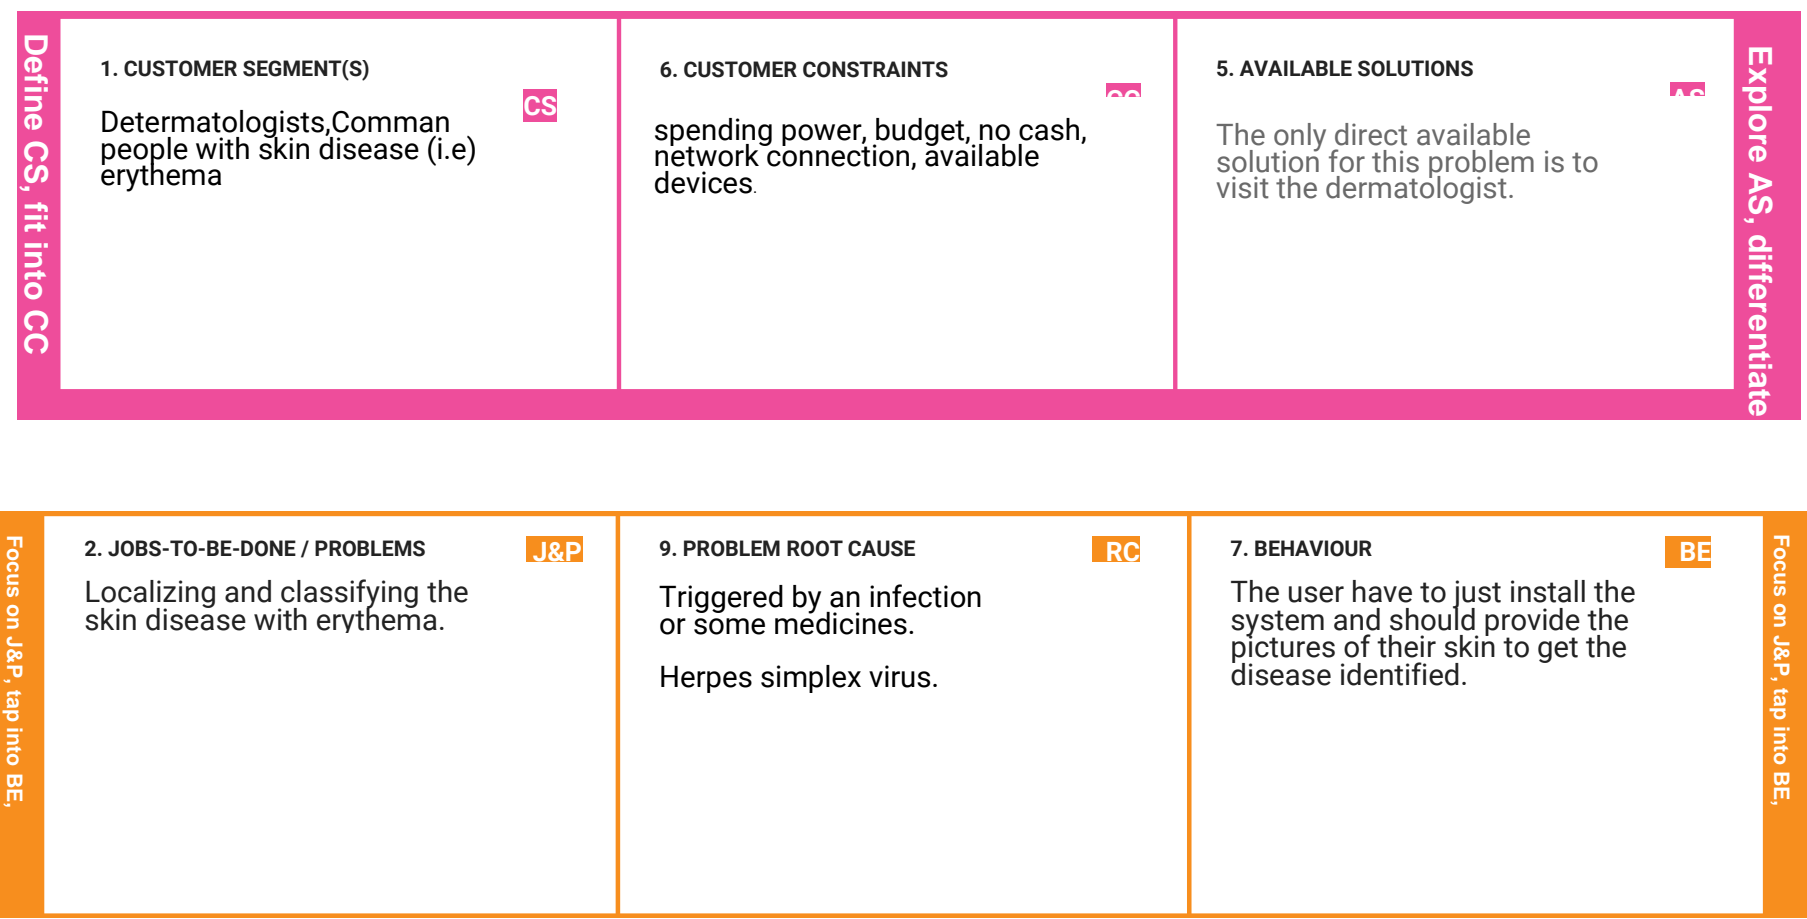 Define CS, fit into CC
1. CUSTOMER SEGMENT(S)
CS
Determatologists,Comman
people with skin disease (i.e)
erythema
6. CUSTOMER CONSTRAINTS
CC
spending power, budget, no cash,
network connection, available
devices.
5. AVAILABLE SOLUTIONS
AS
The only direct available
solution for this problem is to
visit the dermatologist.
Explore AS, differentiate
Focus on J&P, tap into BE,
2. JOBS-TO-BE-DONE / PROBLEMS
J&P
Localizing and classifying the
skin disease with erythema.
9. PROBLEM ROOT CAUSE
RC
Triggered by an infection
or some medicines.
Herpes simplex virus.
7. BEHAVIOUR
BE
The user have to just install the
system and should provide the
pictures of their skin to get the
disease identified.
Focus on J&P, tap into BE,